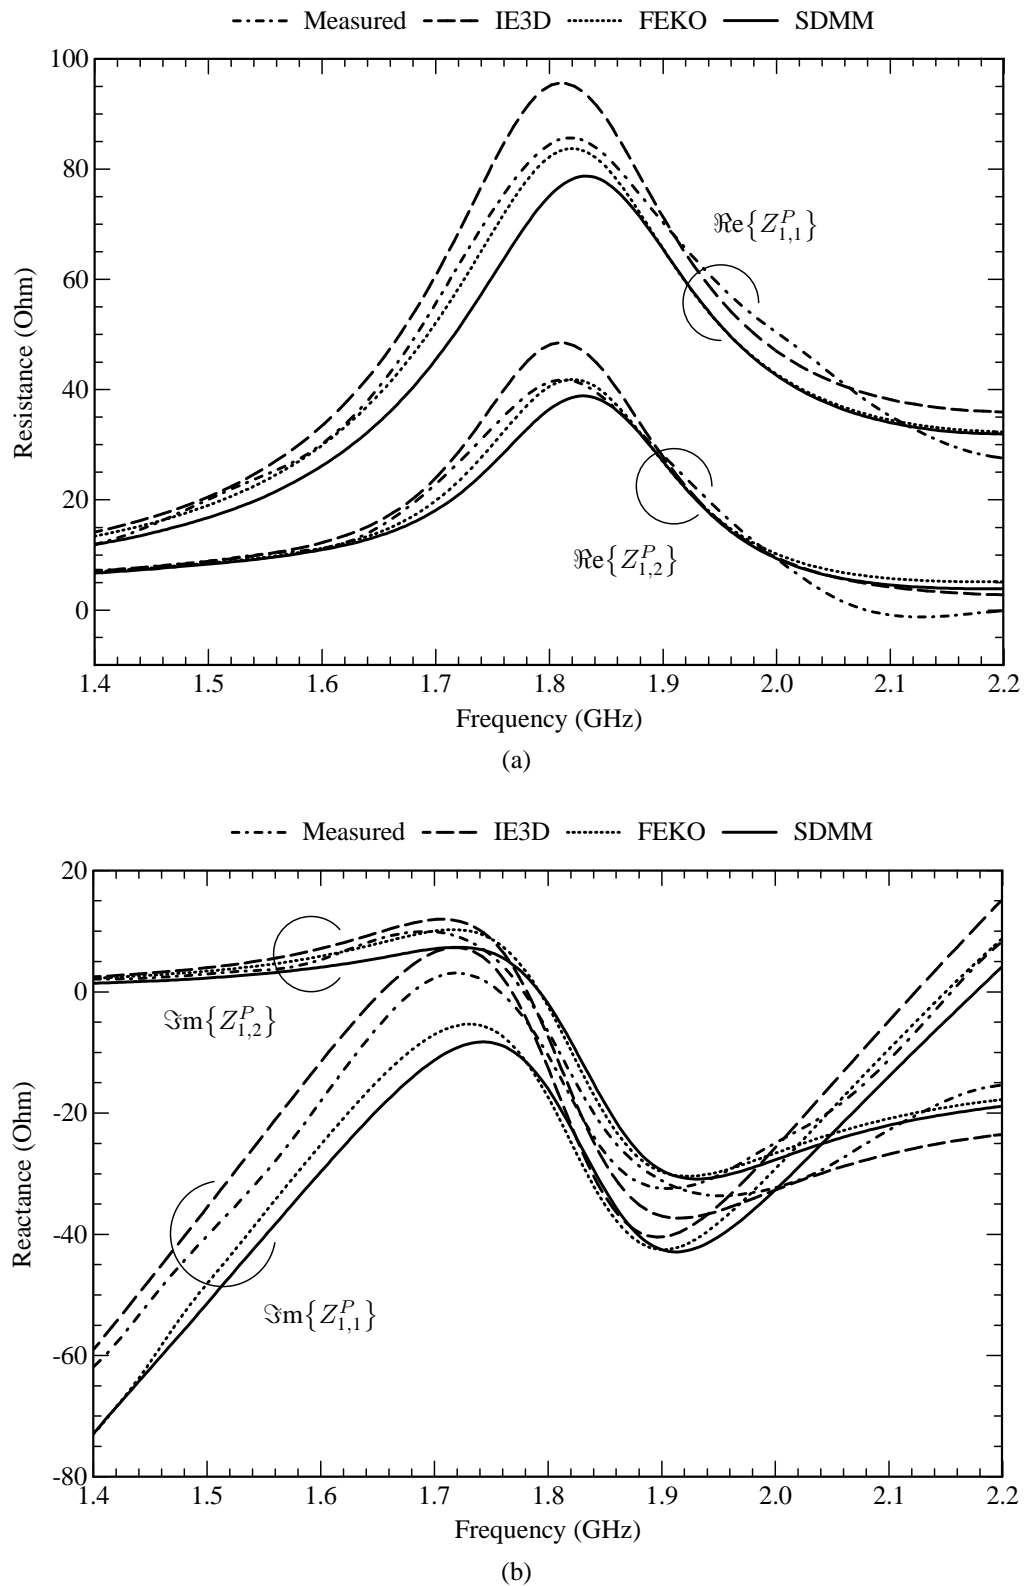 Measured IE3D FEKO SDMM
100
80
60
40
20
0
Resistance (Ohm)
ℜe{Z^P_{1,1}}
ℜe{Z^P_{1,2}}
1.4 1.5 1.6 1.7 1.8 1.9 2.0 2.1 2.2
Frequency (GHz)
(a)
Measured IE3D FEKO SDMM
20
0
-20
-40
-60
-80
Reactance (Ohm)
ℑm{Z^P_{1,2}}
ℑm{Z^P_{1,1}}
1.4 1.5 1.6 1.7 1.8 1.9 2.0 2.1 2.2
Frequency (GHz)
(b)